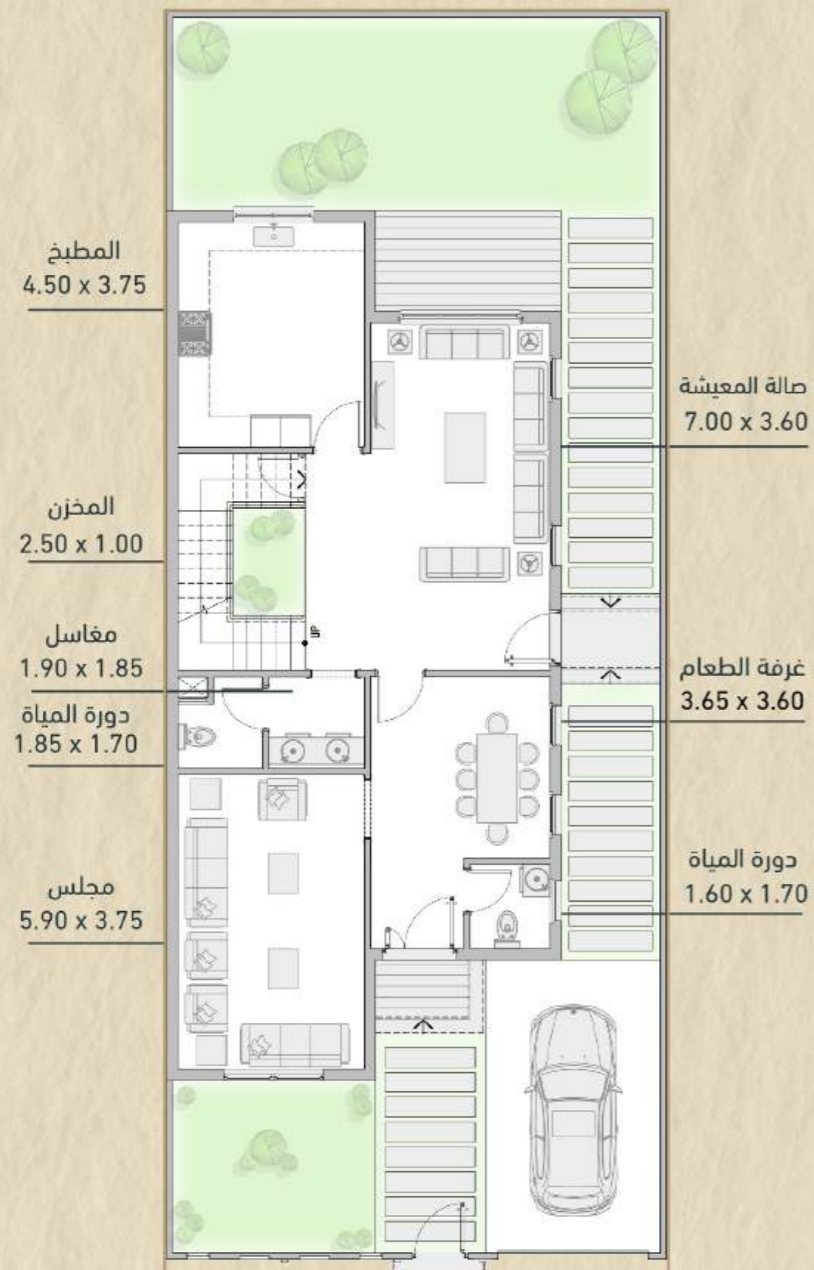 المطبخ
4.50 x 3.75
المخزن
2.50 x 1.00
مغاسل
1.90 x 1.85
دورة المياة
1.85 x 1.70
مجلس
5.90 x 3.75
صالة المعيشة
7.00 x 3.60
غرفة الطعام
3.65 x 3.60
دورة المياة
1.60 x 1.70
UP